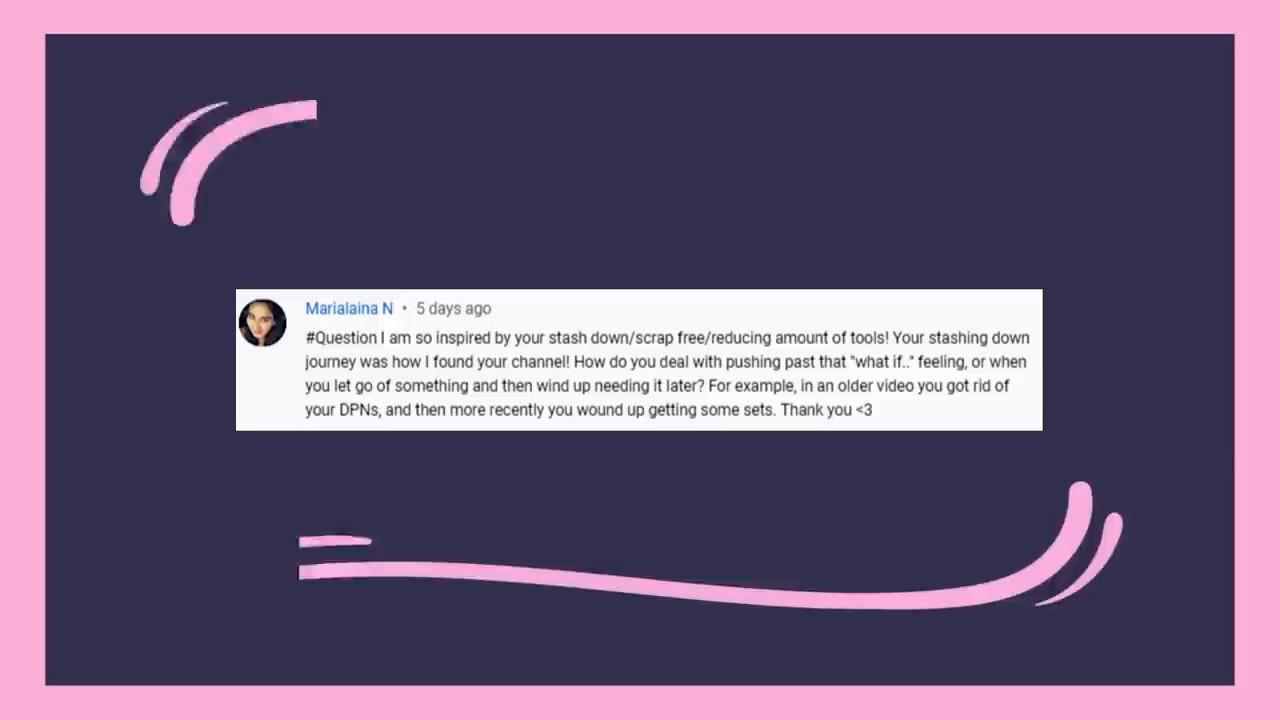 Marialaina N • 5 days ago
#Question I am so inspired by your stash down/scrap free/reducing amount of tools! Your stashing down
journey was how I found your channel! How do you deal with pushing past that "what if.." feeling, or when
you let go of something and then wind up needing it later? For example, in an older video you got rid of
your DPNs, and then more recently you wound up getting some sets. Thank you <3